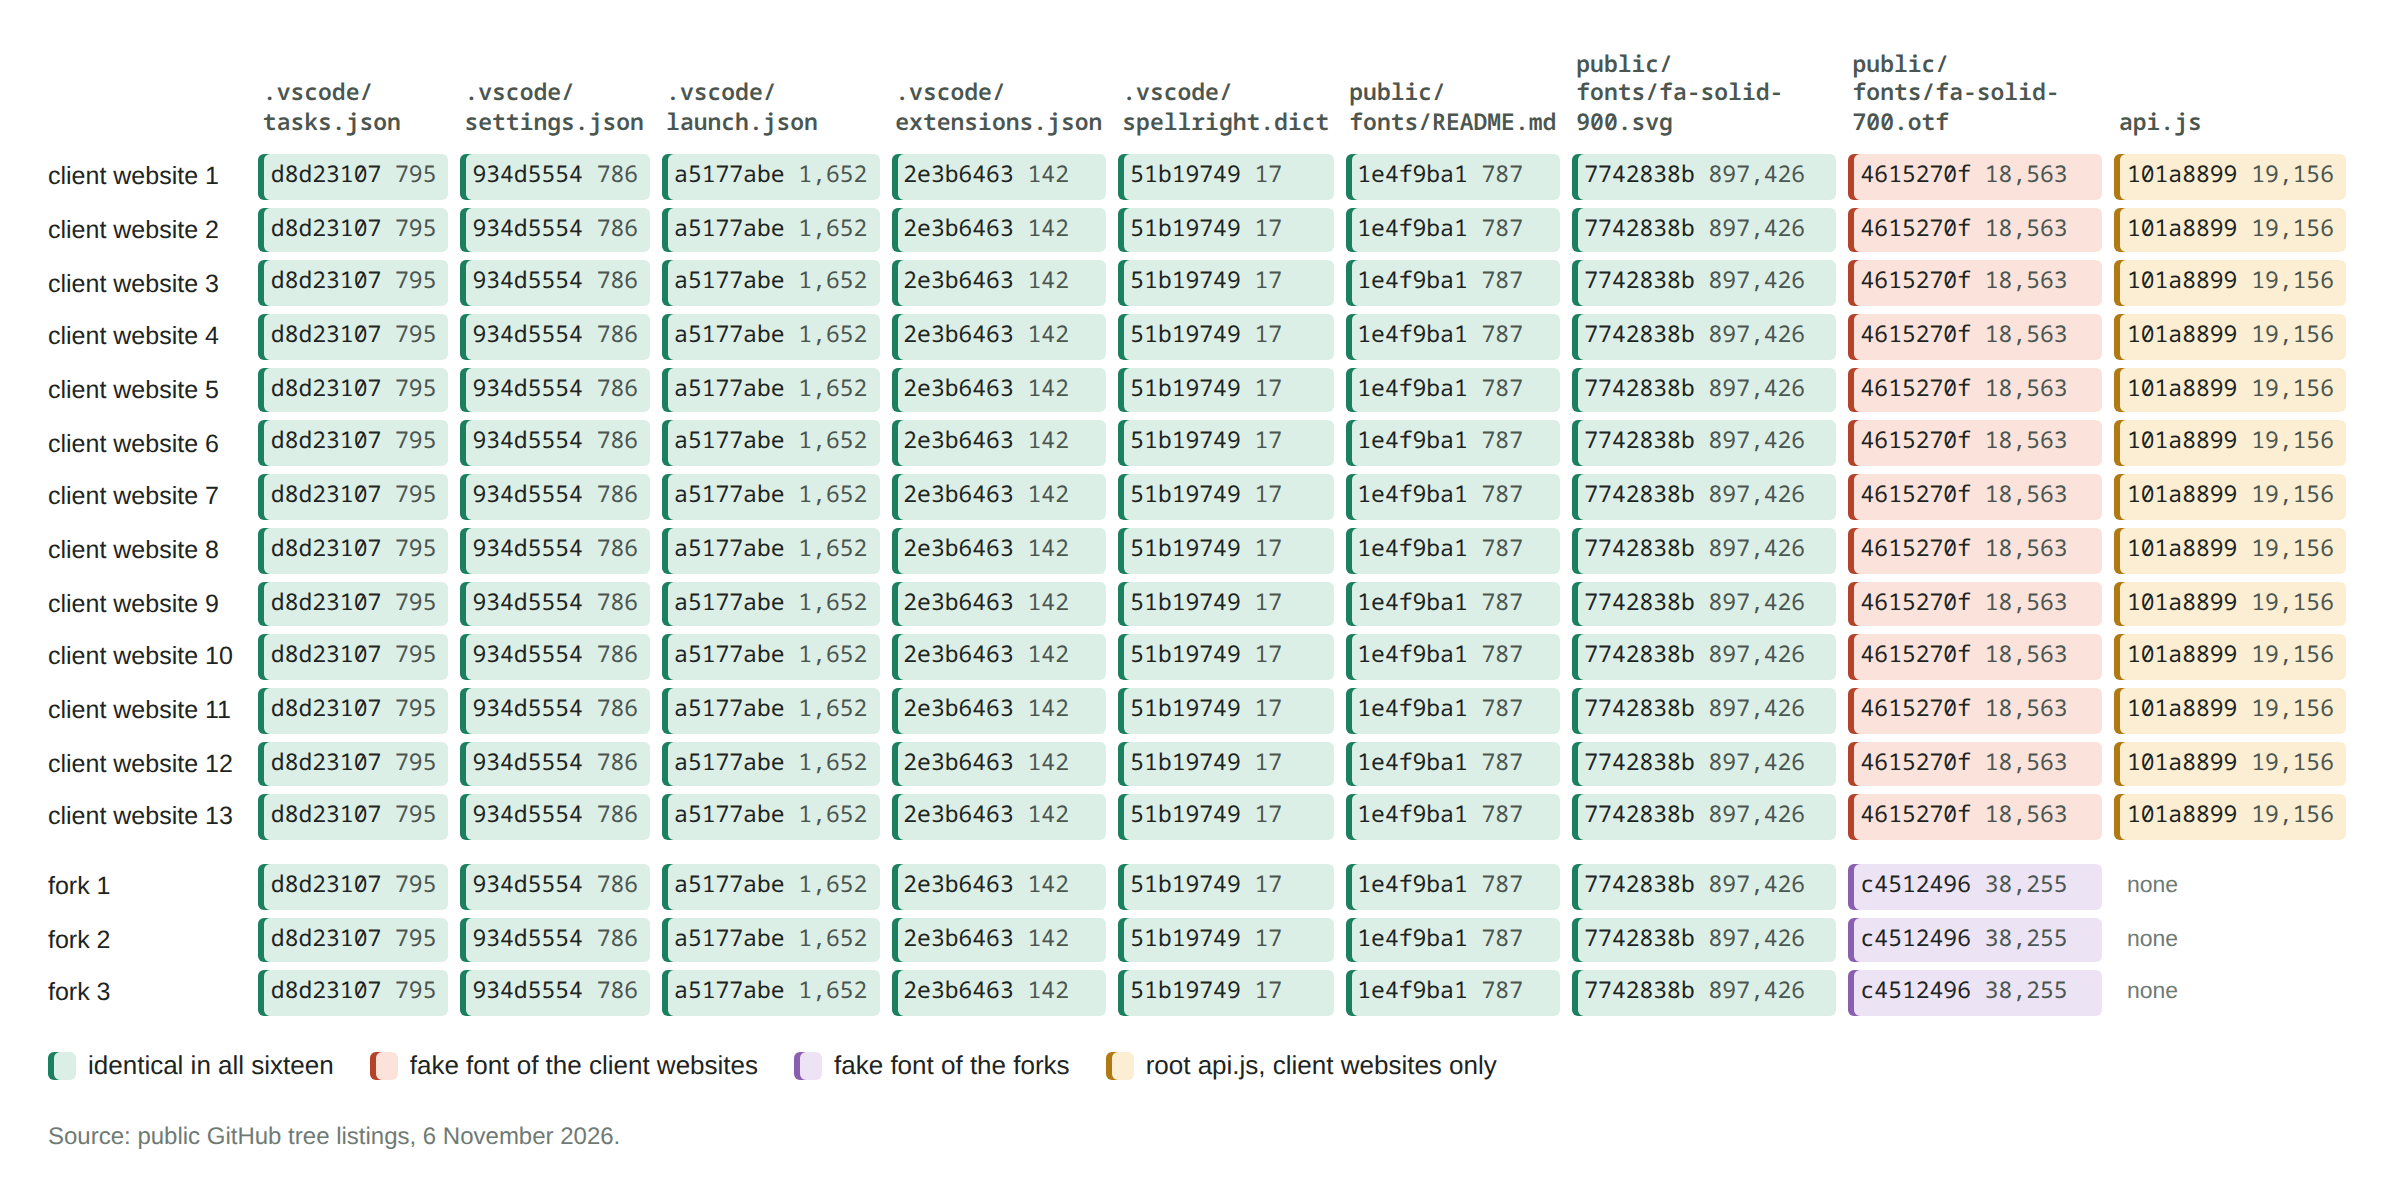 .vscode/
tasks.json
.vscode/
settings.json
.vscode/
launch.json
.vscode/
extensions.json
.vscode/
spellright.dict
public/
fonts/README.md
public/
fonts/fa-solid-
900.svg
public/
fonts/fa-solid-
700.otf
api.js
client website 1 d8d23107 795 934d5554 786 a5177abe 1,652 2e3b6463 142 51b19749 17 1e4f9ba1 787 7742838b 897,426 4615270f 18,563 101a8899 19,156
client website 2 d8d23107 795 934d5554 786 a5177abe 1,652 2e3b6463 142 51b19749 17 1e4f9ba1 787 7742838b 897,426 4615270f 18,563 101a8899 19,156
client website 3 d8d23107 795 934d5554 786 a5177abe 1,652 2e3b6463 142 51b19749 17 1e4f9ba1 787 7742838b 897,426 4615270f 18,563 101a8899 19,156
client website 4 d8d23107 795 934d5554 786 a5177abe 1,652 2e3b6463 142 51b19749 17 1e4f9ba1 787 7742838b 897,426 4615270f 18,563 101a8899 19,156
client website 5 d8d23107 795 934d5554 786 a5177abe 1,652 2e3b6463 142 51b19749 17 1e4f9ba1 787 7742838b 897,426 4615270f 18,563 101a8899 19,156
client website 6 d8d23107 795 934d5554 786 a5177abe 1,652 2e3b6463 142 51b19749 17 1e4f9ba1 787 7742838b 897,426 4615270f 18,563 101a8899 19,156
client website 7 d8d23107 795 934d5554 786 a5177abe 1,652 2e3b6463 142 51b19749 17 1e4f9ba1 787 7742838b 897,426 4615270f 18,563 101a8899 19,156
client website 8 d8d23107 795 934d5554 786 a5177abe 1,652 2e3b6463 142 51b19749 17 1e4f9ba1 787 7742838b 897,426 4615270f 18,563 101a8899 19,156
client website 9 d8d23107 795 934d5554 786 a5177abe 1,652 2e3b6463 142 51b19749 17 1e4f9ba1 787 7742838b 897,426 4615270f 18,563 101a8899 19,156
client website 10 d8d23107 795 934d5554 786 a5177abe 1,652 2e3b6463 142 51b19749 17 1e4f9ba1 787 7742838b 897,426 4615270f 18,563 101a8899 19,156
client website 11 d8d23107 795 934d5554 786 a5177abe 1,652 2e3b6463 142 51b19749 17 1e4f9ba1 787 7742838b 897,426 4615270f 18,563 101a8899 19,156
client website 12 d8d23107 795 934d5554 786 a5177abe 1,652 2e3b6463 142 51b19749 17 1e4f9ba1 787 7742838b 897,426 4615270f 18,563 101a8899 19,156
client website 13 d8d23107 795 934d5554 786 a5177abe 1,652 2e3b6463 142 51b19749 17 1e4f9ba1 787 7742838b 897,426 4615270f 18,563 101a8899 19,156
fork 1 d8d23107 795 934d5554 786 a5177abe 1,652 2e3b6463 142 51b19749 17 1e4f9ba1 787 7742838b 897,426 c4512496 38,255 none
fork 2 d8d23107 795 934d5554 786 a5177abe 1,652 2e3b6463 142 51b19749 17 1e4f9ba1 787 7742838b 897,426 c4512496 38,255 none
fork 3 d8d23107 795 934d5554 786 a5177abe 1,652 2e3b6463 142 51b19749 17 1e4f9ba1 787 7742838b 897,426 c4512496 38,255 none
identical in all sixteen fake font of the client websites fake font of the forks root api.js, client websites only
Source: public GitHub tree listings, 6 November 2026.